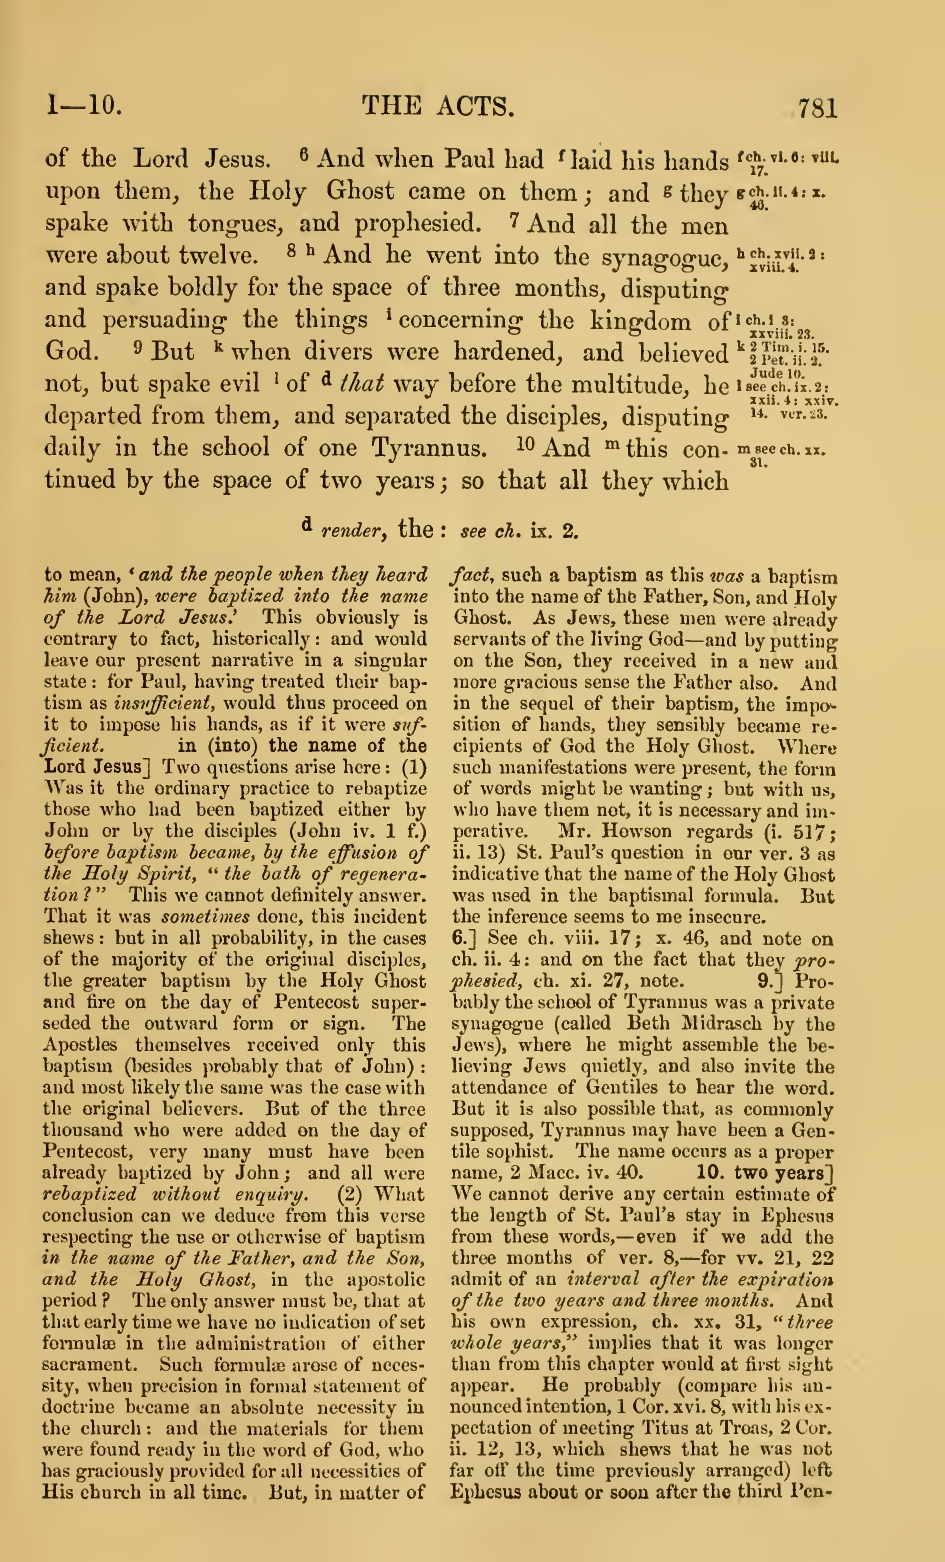 1—10.
THE ACTS.
781
of the Lord Jesus. 6 And when Paul had f laid his hands
upon them, the Holy Ghost came on them; and g they
spake with tongues, and prophesied. 7 And all the men
were about twelve. 8 h And he went into the synagogue,
and spake boldly for the space of three months, disputing
and persuading the things i concerning the kingdom of
God. 9 But k when divers were hardened, and believed
not, but spake evil l of d that way before the multitude, he
departed from them, and separated the disciples, disputing
daily in the school of one Tyrannus. 10 And m this con-
tinued by the space of two years; so that all they which
f ch. vi. 6: viii.
17.
g ch. ii. 4: x.
46.
h ch. xvii. 2:
xviii. 4.
i ch. i 3:
xxviii. 23.
k 2 Tim. i. 15.
2 Pet. ii. 2.
Jude 10.
l see ch. ix. 2:
xxii. 4: xxiv.
14. ver. 23.
m see ch. xx.
31.
d render, the: see ch. ix. 2.
to mean, ‘and the people when they heard
him (John), were baptized into the name
of the Lord Jesus.’ This obviously is
contrary to fact, historically: and would
leave our present narrative in a singular
state: for Paul, having treated their bap-
tism as insufficient, would thus proceed on
it to impose his hands, as if it were suf-
ficient. in (into) the name of the
Lord Jesus] Two questions arise here: (1)
Was it the ordinary practice to rebaptize
those who had been baptized either by
John or by the disciples (John iv. 1 f.)
before baptism became, by the effusion of
the Holy Spirit, “the bath of regenera-
tion?” This we cannot definitely answer.
That it was sometimes done, this incident
shews: but in all probability, in the cases
of the majority of the original disciples,
the greater baptism by the Holy Ghost
and fire on the day of Pentecost super-
seded the outward form or sign. The
Apostles themselves received only this
baptism (besides probably that of John):
and most likely the same was the case with
the original believers. But of the three
thousand who were added on the day of
Pentecost, very many must have been
already baptized by John; and all were
rebaptized without enquiry. (2) What
conclusion can we deduce from this verse
respecting the use or otherwise of baptism
in the name of the Father, and the Son,
and the Holy Ghost, in the apostolic
period? The only answer must be, that at
that early time we have no indication of set
formulæ in the administration of either
sacrament. Such formulæ arose of neces-
sity, when precision in formal statement of
doctrine became an absolute necessity in
the church: and the materials for them
were found ready in the word of God, who
has graciously provided for all necessities of
His church in all time. But, in matter of
fact, such a baptism as this was a baptism
into the name of the Father, Son, and Holy
Ghost. As Jews, these men were already
servants of the living God—and by putting
on the Son, they received in a new and
more gracious sense the Father also. And
in the sequel of their baptism, the impo-
sition of hands, they sensibly became re-
cipients of God the Holy Ghost. Where
such manifestations were present, the form
of words might be wanting; but with us,
who have them not, it is necessary and im-
perative. Mr. Howson regards (i. 517;
ii. 13) St. Paul's question in our ver. 3 as
indicative that the name of the Holy Ghost
was used in the baptismal formula. But
the inference seems to me insecure.
6.] See ch. viii. 17; x. 46, and note on
ch. ii. 4: and on the fact that they pro-
phesied, ch. xi. 27, note. 9.] Pro-
bably the school of Tyrannus was a private
synagogue (called Beth Midrasch by the
Jews), where he might assemble the be-
lieving Jews quietly, and also invite the
attendance of Gentiles to hear the word.
But it is also possible that, as commonly
supposed, Tyrannus may have been a Gen-
tile sophist. The name occurs as a proper
name, 2 Macc. iv. 40. 10. two years]
We cannot derive any certain estimate of
the length of St. Paul's stay in Ephesus
from these words,—even if we add the
three months of ver. 8,—for vv. 21, 22
admit of an interval after the expiration
of the two years and three months. And
his own expression, ch. xx. 31, “three
whole years,” implies that it was longer
than from this chapter would at first sight
appear. He probably (compare his an-
nounced intention, 1 Cor. xvi. 8, with his ex-
pectation of meeting Titus at Troas, 2 Cor.
ii. 12, 13, which shews that he was not
far off the time previously arranged) left
Ephesus about or soon after the third Pen-